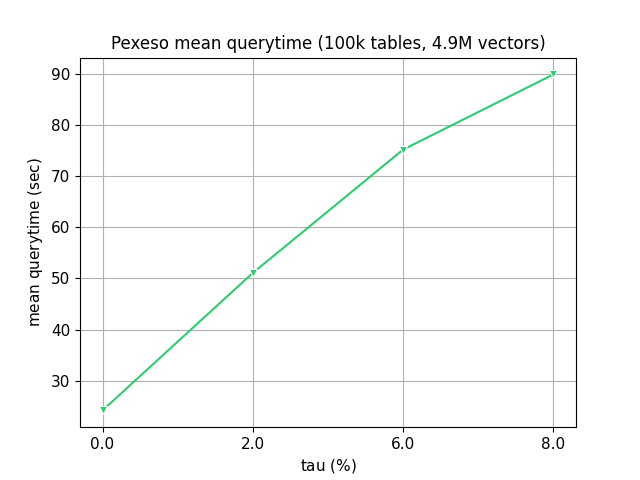 Pexeso mean querytime (100k tables, 4.9M vectors)
90
80
70
60
50
40
30
mean querytime (sec)
0.0 2.0 6.0 8.0
tau (%)